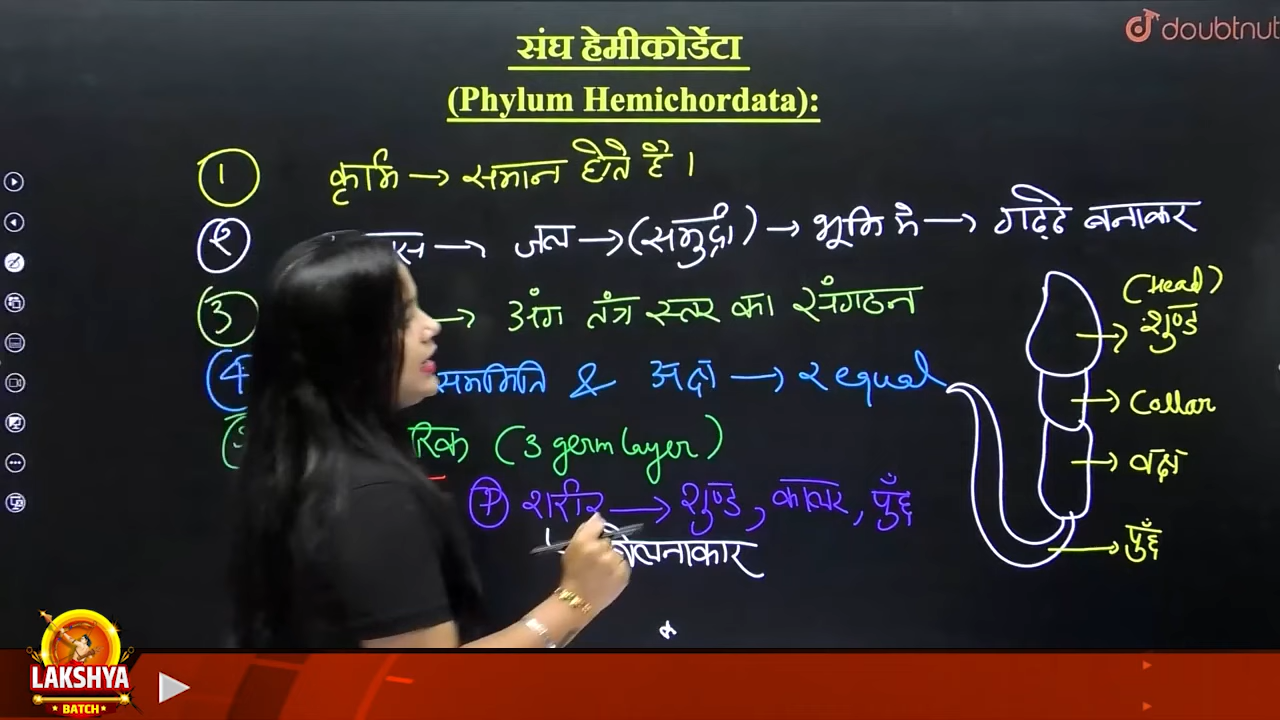 doubtnut
संघ हेमीकोर्डेटा
(Phylum Hemichordata):
1 कृमि → समान होते है।
2 → जल → (समुद्री) → भूमि में → गढ्ढे बनाकर
3 → अंग तंत्र स्तर का संगठन
4 सममिति & अक्ष → 2 equal
(3 germ layer)
7 शरीर → शुण्ड, कालर, पुँछ
(Head)
शुण्ड
Collar
वक्ष
पुँछ
LAKSHYA
BATCH